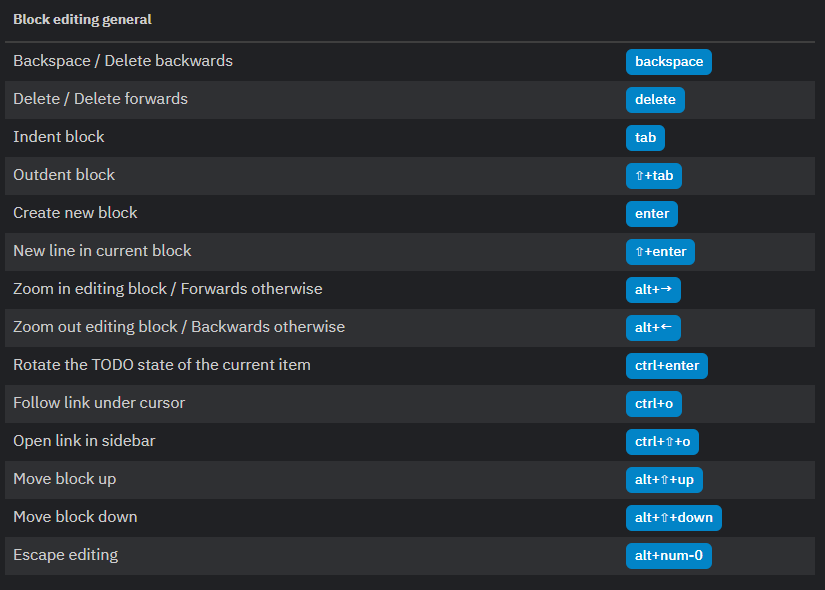 Block editing general
Backspace / Delete backwards backspace
Delete / Delete forwards delete
Indent block tab
Outdent block ⇧+tab
Create new block enter
New line in current block ⇧+enter
Zoom in editing block / Forwards otherwise alt+→
Zoom out editing block / Backwards otherwise alt+←
Rotate the TODO state of the current item ctrl+enter
Follow link under cursor ctrl+o
Open link in sidebar ctrl+⇧+o
Move block up alt+⇧+up
Move block down alt+⇧+down
Escape editing alt+num-0